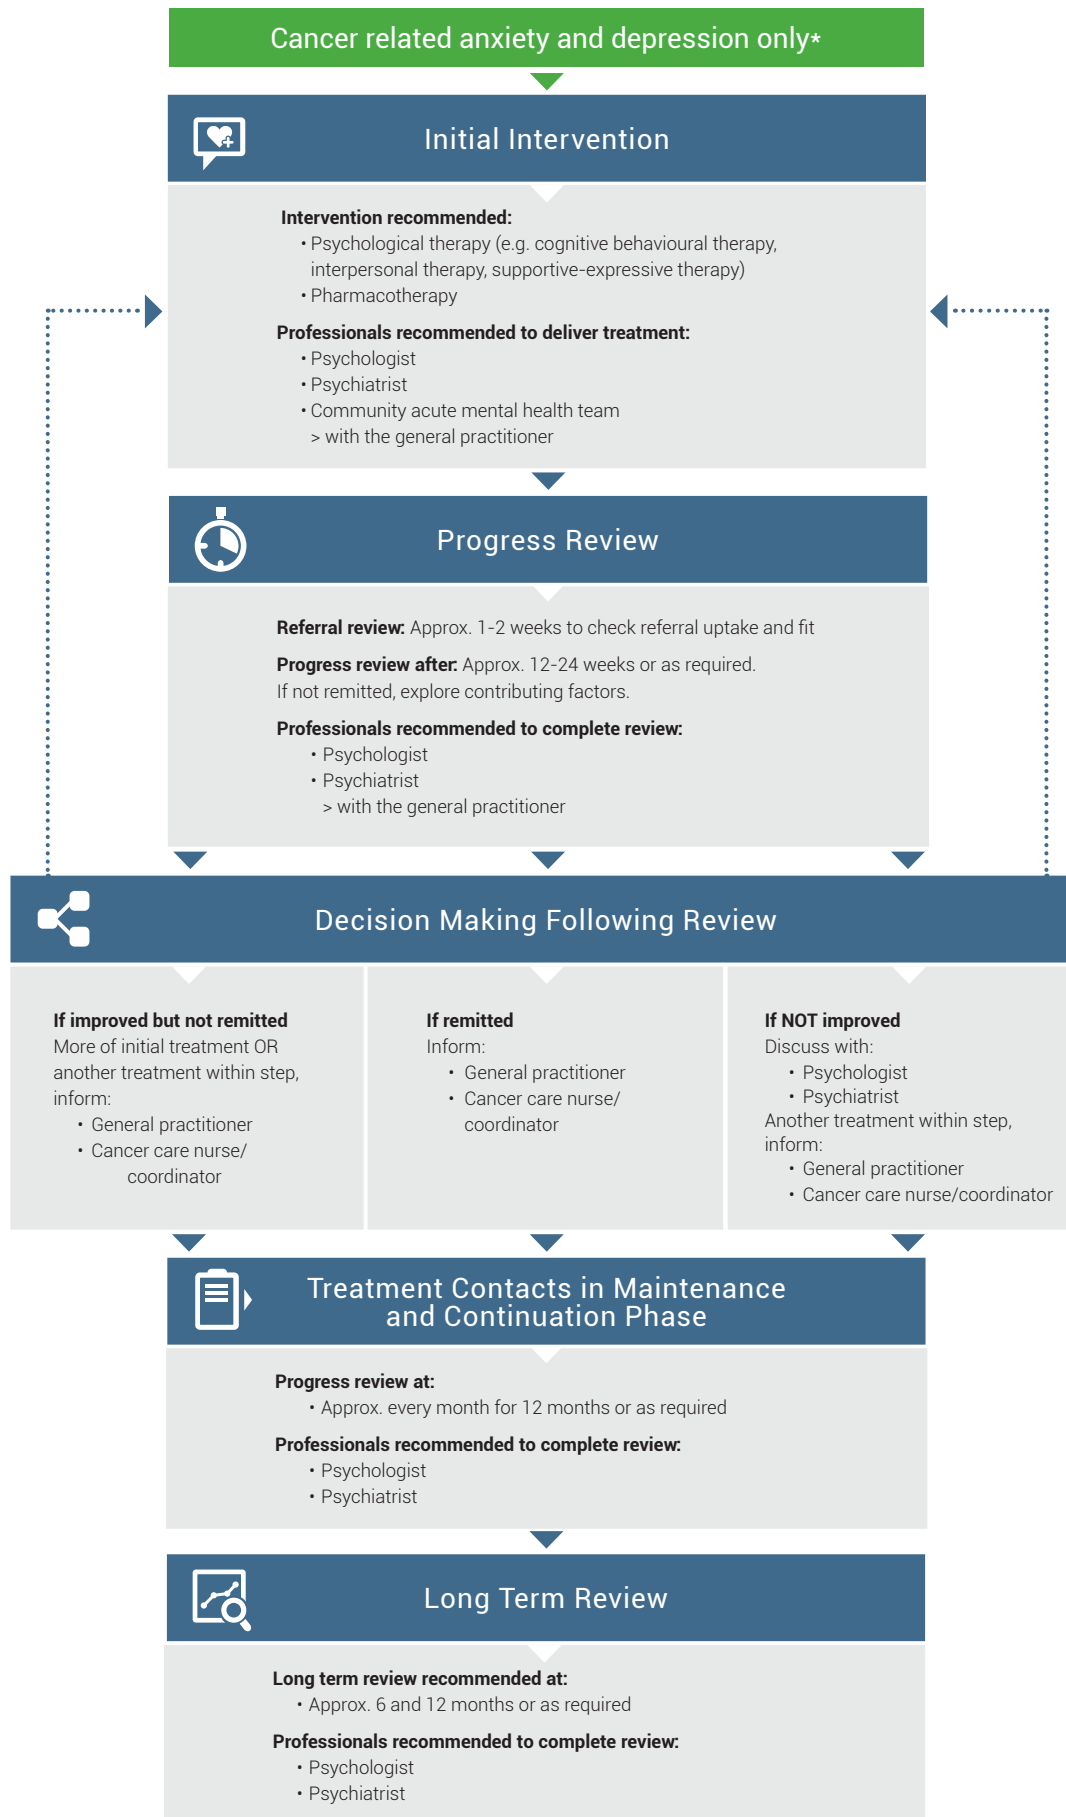 Cancer related anxiety and depression only*
Initial Intervention
Intervention recommended:
• Psychological therapy (e.g. cognitive behavioural therapy,
interpersonal therapy, supportive-expressive therapy)
• Pharmacotherapy
Professionals recommended to deliver treatment:
• Psychologist
• Psychiatrist
• Community acute mental health team
> with the general practitioner
Progress Review
Referral review: Approx. 1-2 weeks to check referral uptake and fit
Progress review after: Approx. 12-24 weeks or as required.
If not remitted, explore contributing factors.
Professionals recommended to complete review:
• Psychologist
• Psychiatrist
> with the general practitioner
Decision Making Following Review
If improved but not remitted
More of initial treatment OR
another treatment within step,
inform:
• General practitioner
• Cancer care nurse/
coordinator
If remitted
Inform:
• General practitioner
• Cancer care nurse/
coordinator
If NOT improved
Discuss with:
• Psychologist
• Psychiatrist
Another treatment within step,
inform:
• General practitioner
• Cancer care nurse/coordinator
Treatment Contacts in Maintenance
and Continuation Phase
Progress review at:
• Approx. every month for 12 months or as required
Professionals recommended to complete review:
• Psychologist
• Psychiatrist
Long Term Review
Long term review recommended at:
• Approx. 6 and 12 months or as required
Professionals recommended to complete review:
• Psychologist
• Psychiatrist